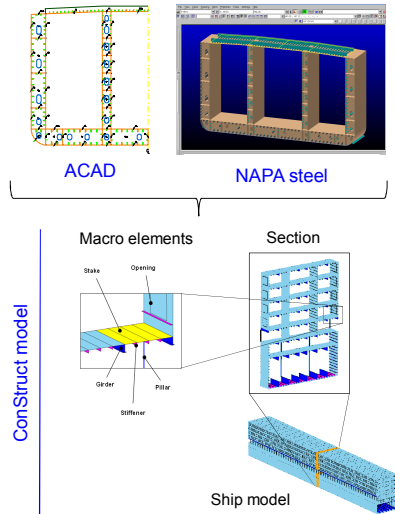 ACAD
NAPA steel
Macro elements
Section
Stake
Opening
Girder
Pillar
Stiffener
ConStruct model
Ship model